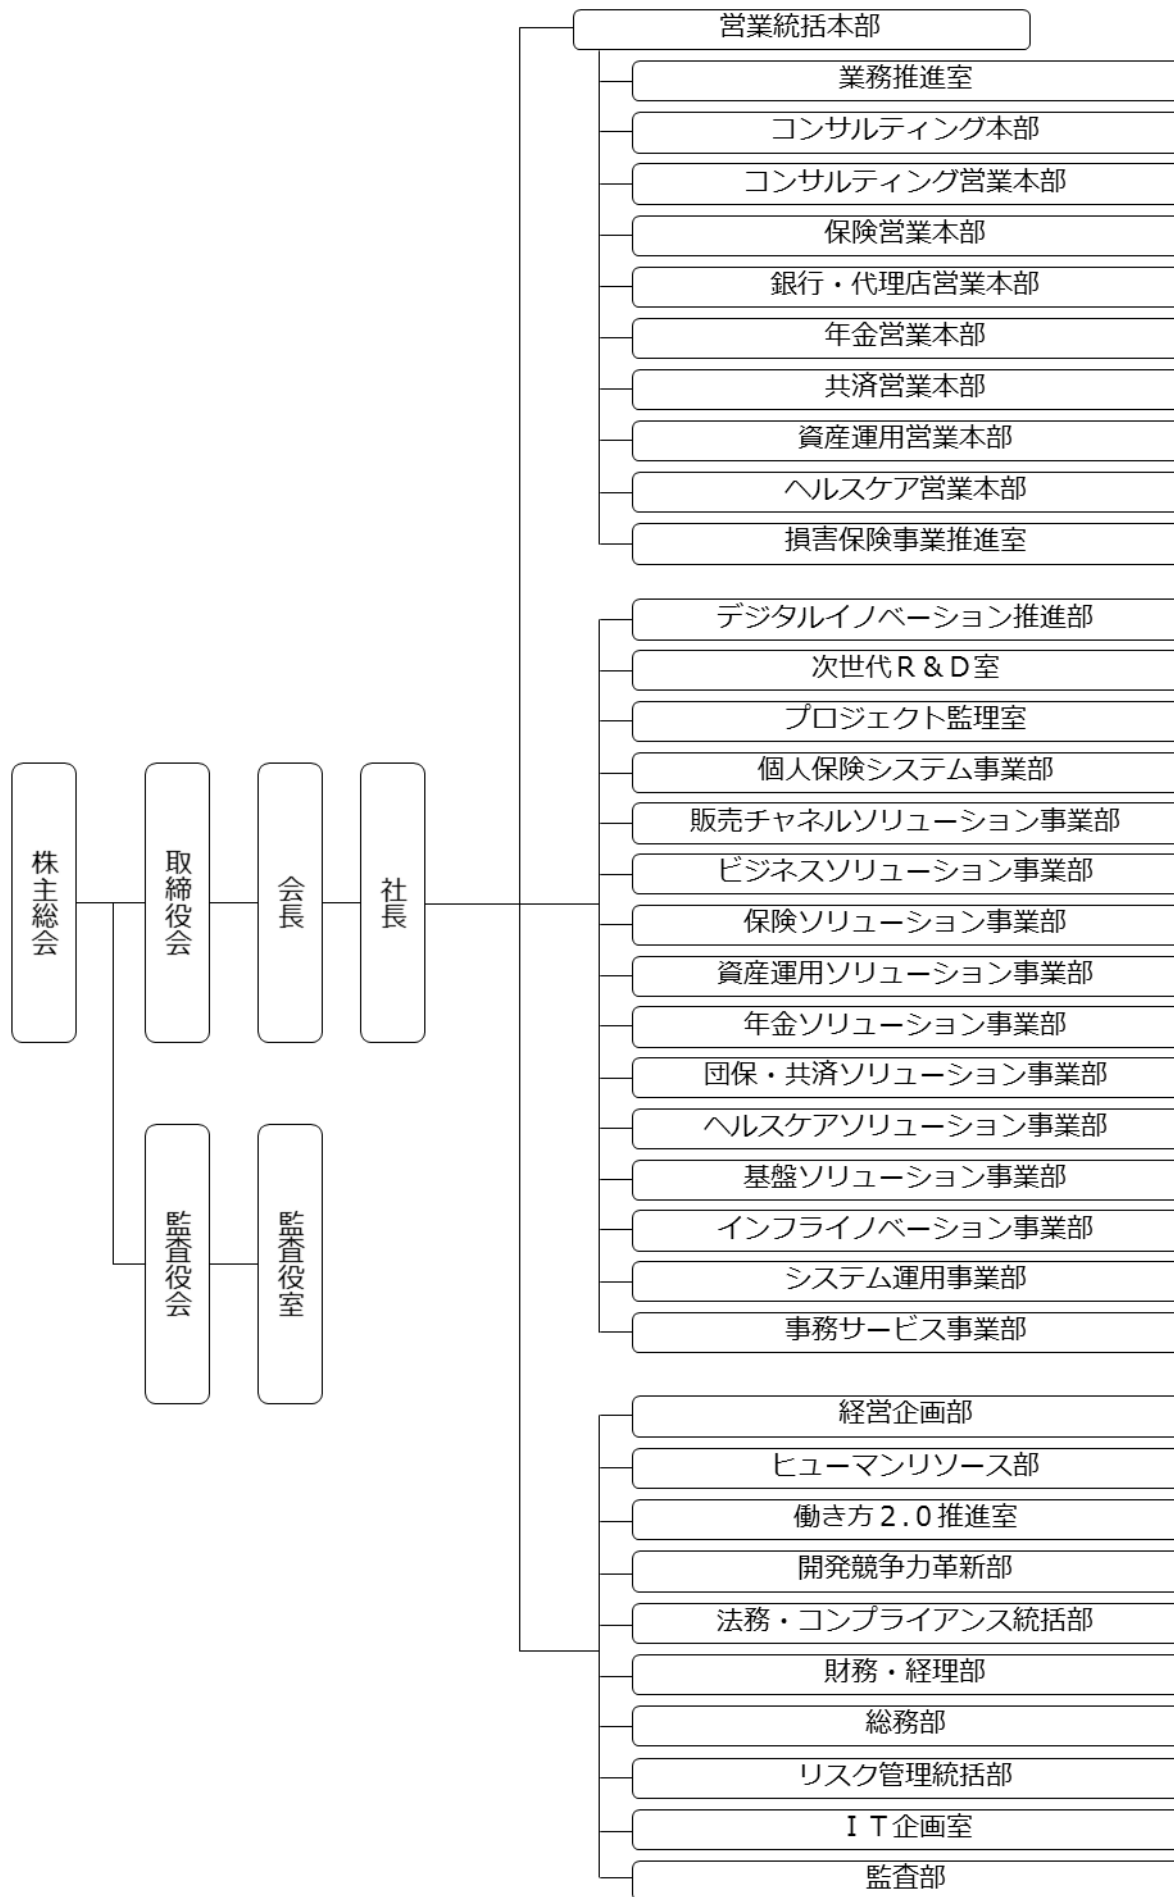 株主総会
取締役会
会長
社長
監査役会
監査役室
営業統括本部
業務推進室
コンサルティング本部
コンサルティング営業本部
保険営業本部
銀行・代理店営業本部
年金営業本部
共済営業本部
資産運用営業本部
ヘルスケア営業本部
損害保険事業推進室
デジタルイノベーション推進部
次世代Ｒ＆Ｄ室
プロジェクト監理室
個人保険システム事業部
販売チャネルソリューション事業部
ビジネスソリューション事業部
保険ソリューション事業部
資産運用ソリューション事業部
年金ソリューション事業部
団保・共済ソリューション事業部
ヘルスケアソリューション事業部
基盤ソリューション事業部
インフライノベーション事業部
システム運用事業部
事務サービス事業部
経営企画部
ヒューマンリソース部
働き方２.０推進室
開発競争力革新部
法務・コンプライアンス統括部
財務・経理部
総務部
リスク管理統括部
ＩＴ企画室
監査部